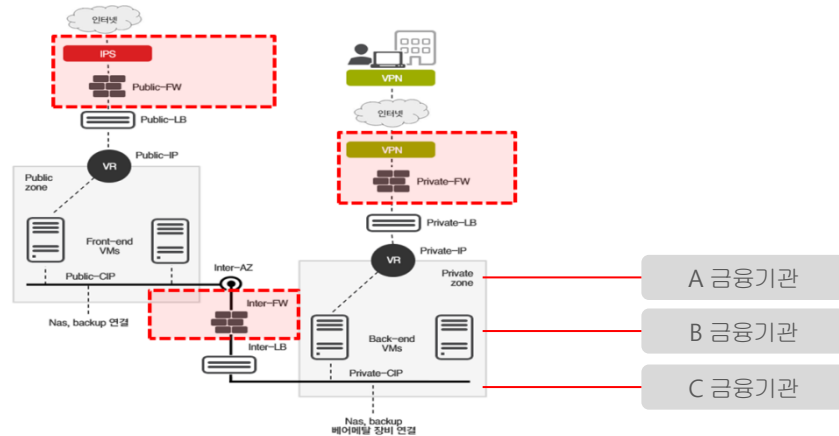 인터넷
IPS
Public-FW
Public-LB
Public-IP
VR
Public
zone
Front-end
VMs
Public-CIP
Nas, backup 연결
Inter-AZ
Inter-FW
Inter-LB
VPN
인터넷
VPN
Private-FW
Private-LB
Private-IP
VR
Private
zone
Back-end
VMs
Private-CIP
Nas, backup
베어메탈 장비 연결
A 금융기관
B 금융기관
C 금융기관